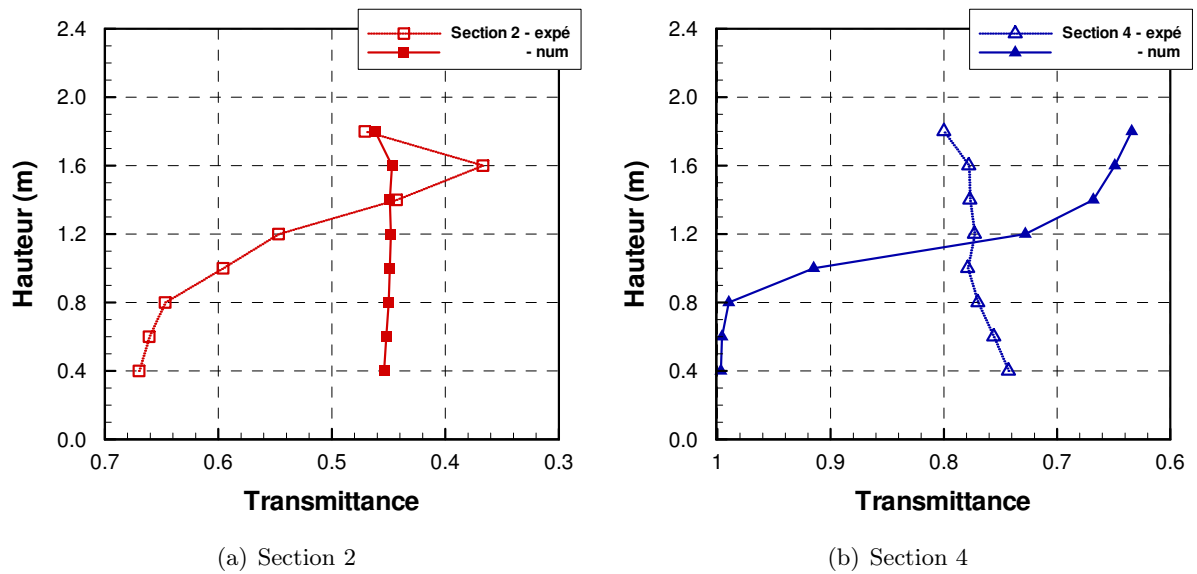 Section 2 - expé
- num
2.4
2.0
1.6
1.2
0.8
0.4
0.0
Hauteur (m)
0.7 0.6 0.5 0.4 0.3
Transmittance
(a) Section 2
Section 4 - expé
- num
2.4
2.0
1.6
1.2
0.8
0.4
0.0
Hauteur (m)
1 0.9 0.8 0.7 0.6
Transmittance
(b) Section 4